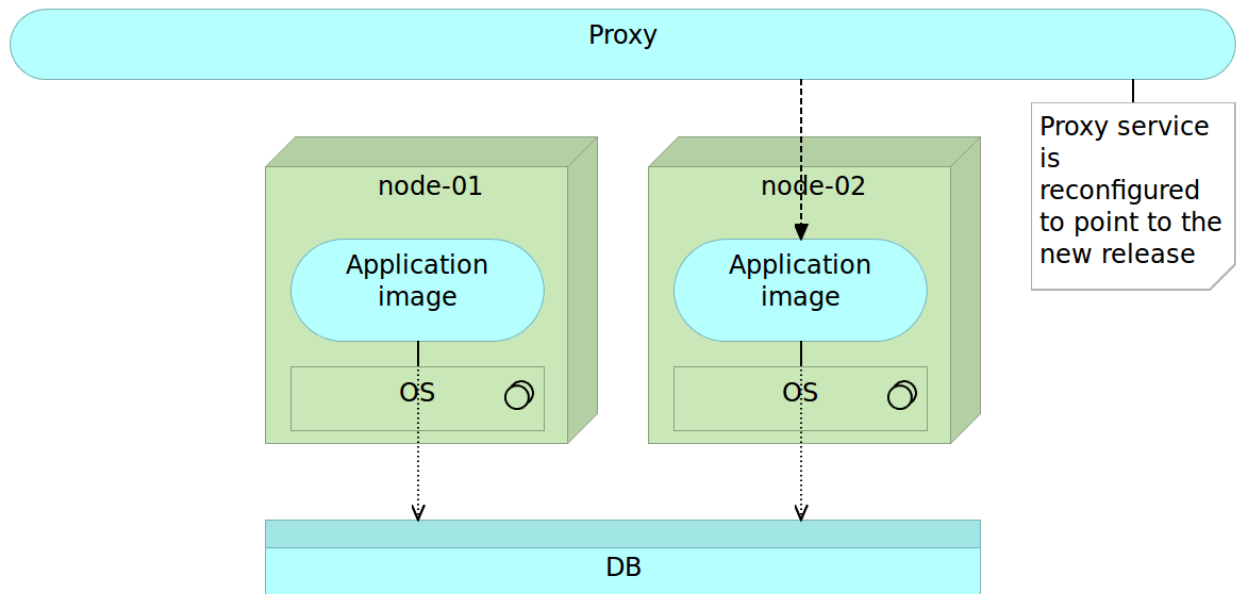 Proxy
Proxy service
is
reconfigured
to point to the
new release
node-01
node-02
Application
image
Application
image
OS
OS
DB